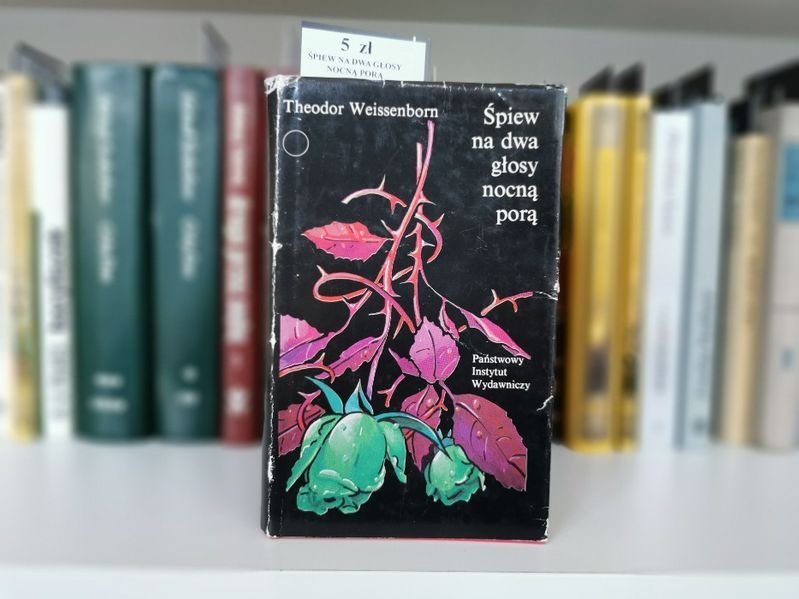 5 zł
ŚPIEW NA DWA GŁOSY
NOCNĄ PORĄ
Theodor Weissenborn
Śpiew
na dwa
głosy
nocną
porą
Państwowy
Instytut
Wydawniczy